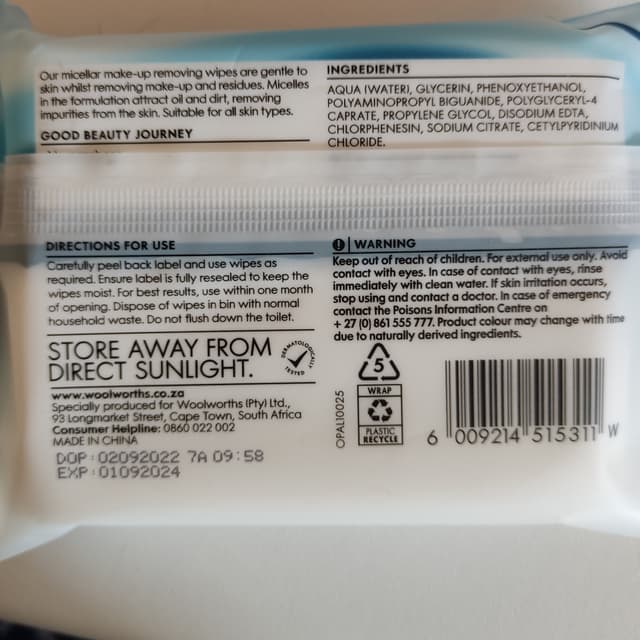 Our micellar make-up removing wipes are gentle to
skin whilst removing make-up and residues. Micelles
in the formulation attract oil and dirt, removing
impurities from the skin. Suitable for all skin types.
GOOD BEAUTY JOURNEY
INGREDIENTS
AQUA (WATER), GLYCERIN, PHENOXYETHANOL,
POLYAMINOPROPYL BIGUANIDE, POLYGLYCERYL-4
CAPRATE, PROPYLENE GLYCOL, DISODIUM EDTA,
CHLORPHENESIN, SODIUM CITRATE, CETYLPYRIDINIUM
CHLORIDE.
DIRECTIONS FOR USE
Carefully peel back label and use wipes as
required. Ensure label is fully resealed to keep the
wipes moist. For best results, use within one month
of opening. Dispose of wipes in bin with normal
household waste. Do not flush down the toilet.
STORE AWAY FROM
DIRECT SUNLIGHT.
DERMATOLOGICALLY
TESTED
www.woolworths.co.za
Specially produced for Woolworths (Pty) Ltd.,
93 Longmarket Street, Cape Town, South Africa
Consumer Helpline: 0860 022 002
MADE IN CHINA
DOP : 02092022 7A 09:58
EXP : 01092024
! WARNING
Keep out of reach of children. For external use only. Avoid
contact with eyes. In case of contact with eyes, rinse
immediately with clean water. If skin irritation occurs,
stop using and contact a doctor. In case of emergency
contact the Poisons Information Centre on
+ 27 (0) 861 555 777. Product colour may change with time
due to naturally derived ingredients.
OPAL10025
5
WRAP
PLASTIC
RECYCLE
6 009214 515311 W